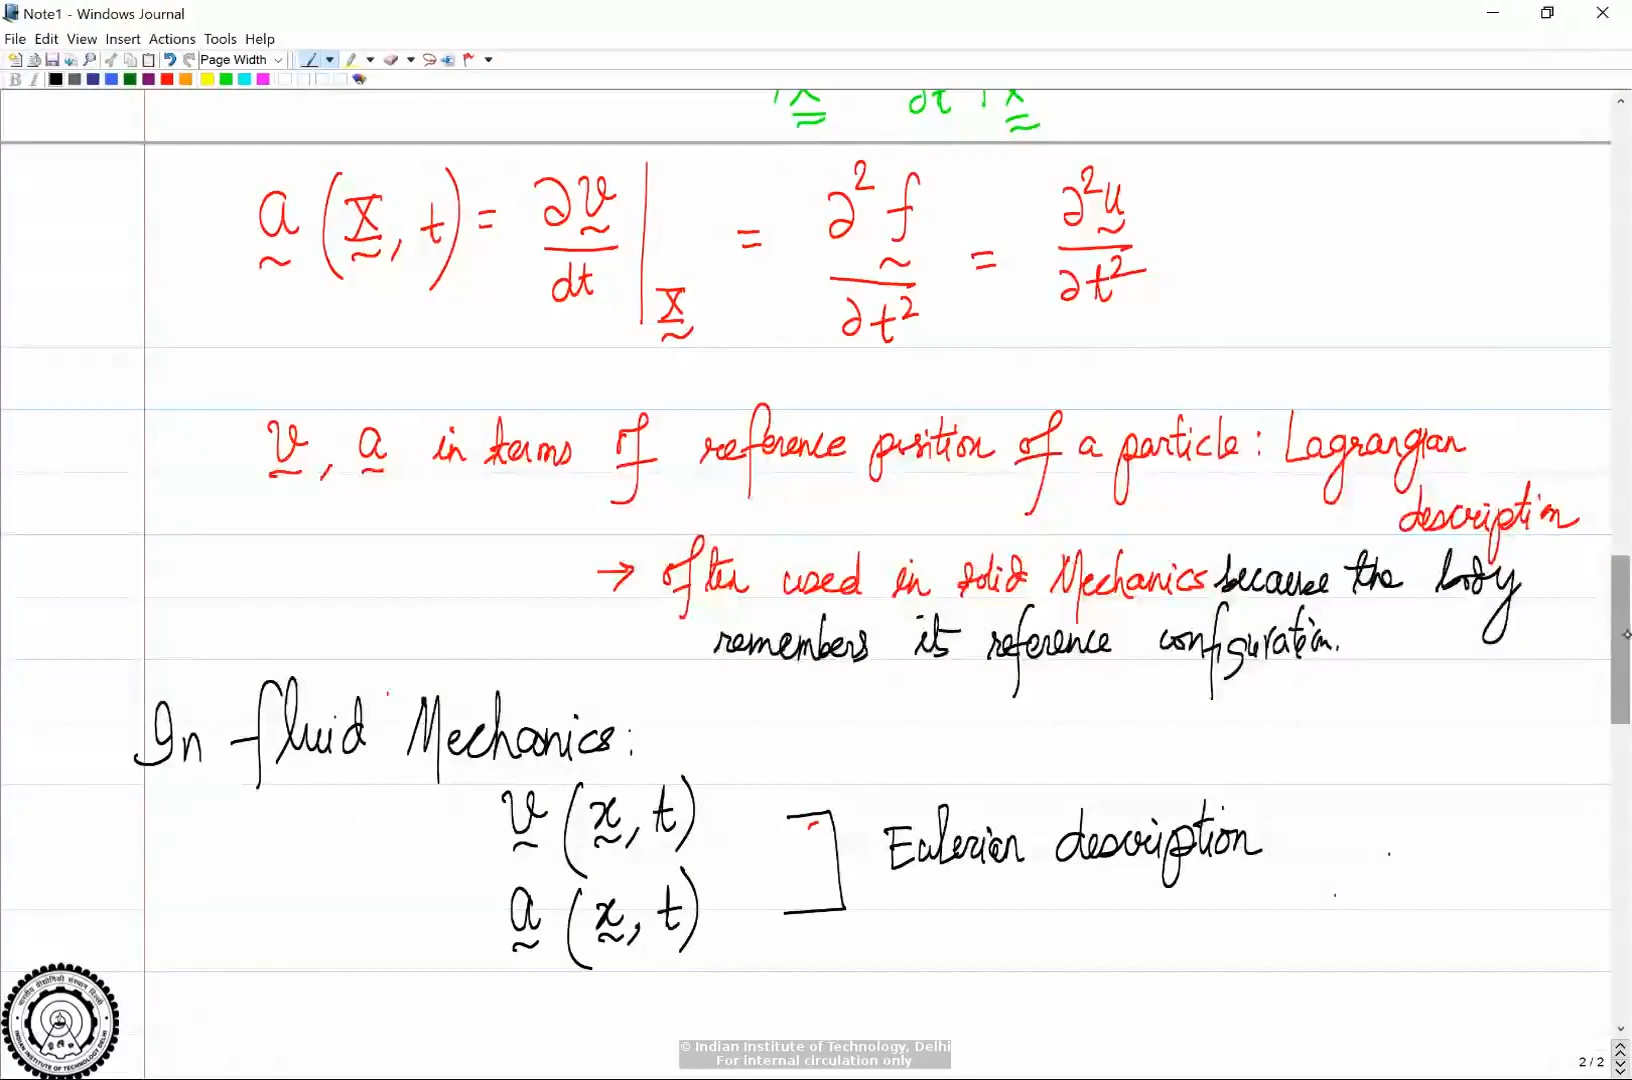 Note1 - Windows Journal
File Edit View Insert Actions Tools Help
Page Width
B I
∂t
a (X, t) = ∂v/dt |X = ∂²f/∂t² = ∂²u/∂t²
v, a in terms of reference position of a particle: Lagrangian
description
→ often used in solid Mechanics because the body
remembers its reference configuration.
In fluid Mechanics:
v (x, t)
a (x, t)
] Eulerian description
© Indian Institute of Technology, Delhi
For internal circulation only
2 / 2